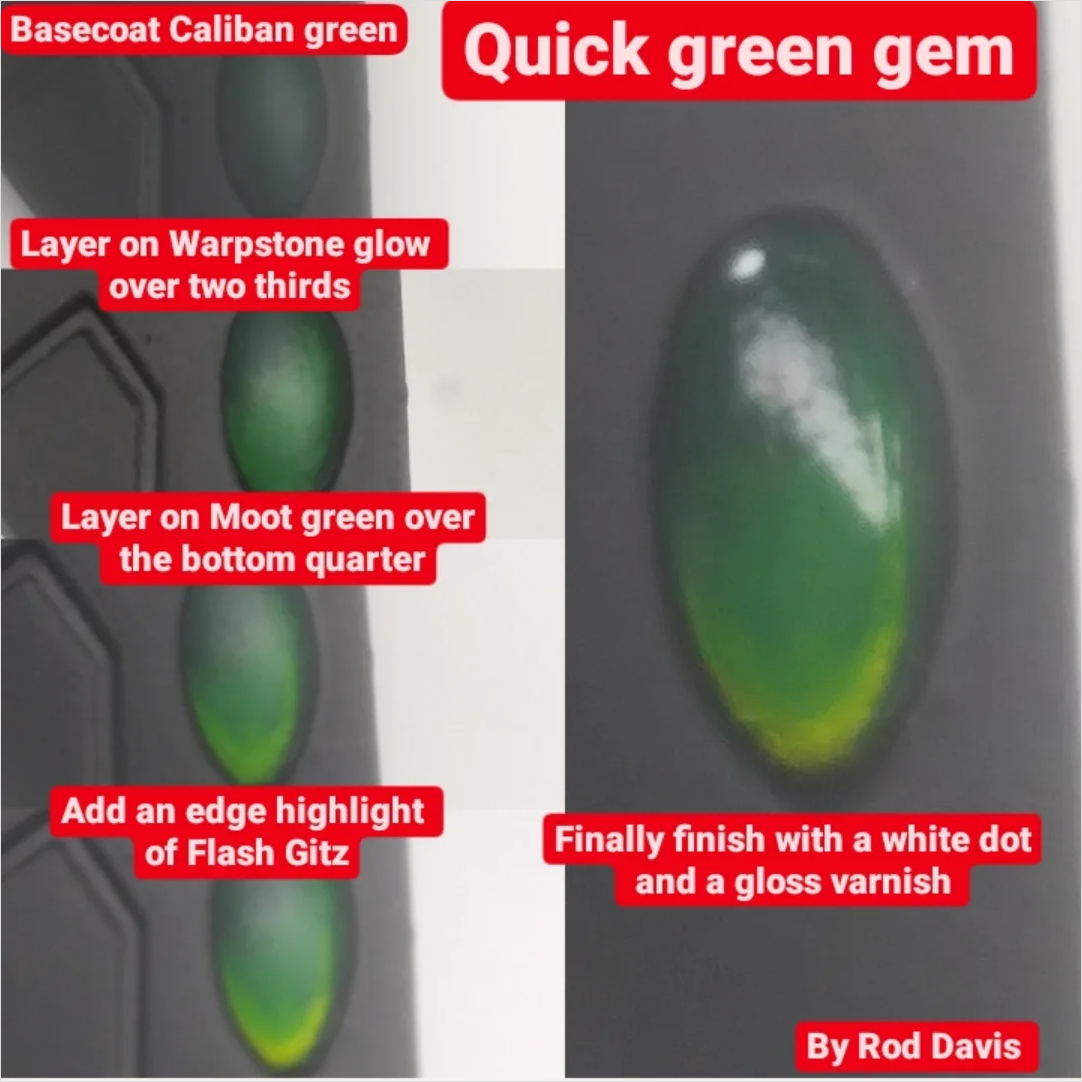 Basecoat Caliban green
Quick green gem
Layer on Warpstone glow
over two thirds
Layer on Moot green over
the bottom quarter
Add an edge highlight
of Flash Gitz
Finally finish with a white dot
and a gloss varnish
By Rod Davis